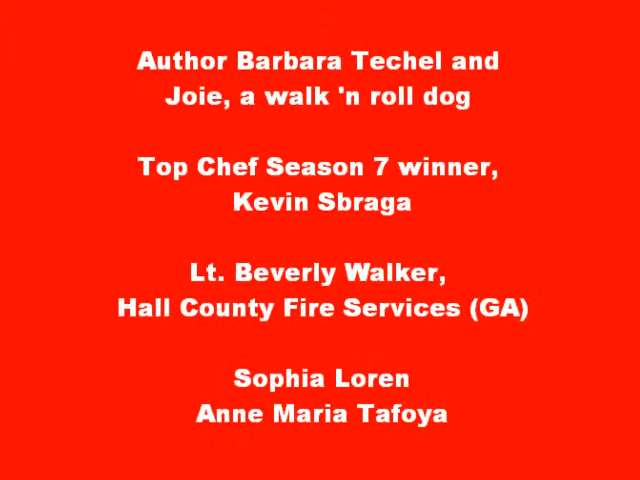 Author Barbara Techel and
Joie, a walk 'n roll dog
Top Chef Season 7 winner,
Kevin Sbraga
Lt. Beverly Walker,
Hall County Fire Services (GA)
Sophia Loren
Anne Maria Tafoya